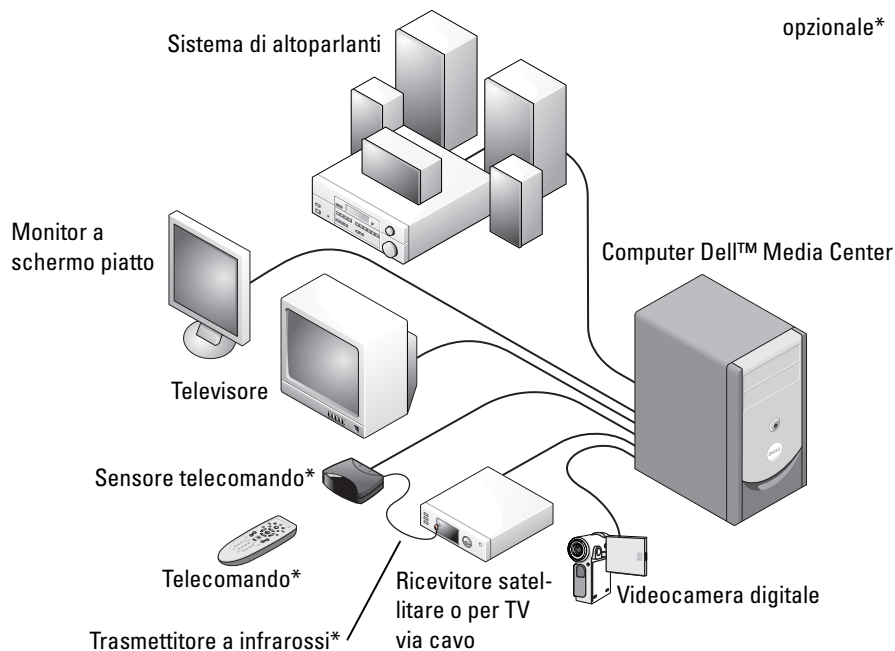 opzionale*
Sistema di altoparlanti
Monitor a
schermo piatto
Computer Dell™ Media Center
Televisore
Sensore telecomando*
Telecomando*
Ricevitore satel-
litare o per TV
via cavo
Videocamera digitale
Trasmettitore a infrarossi*
DELL